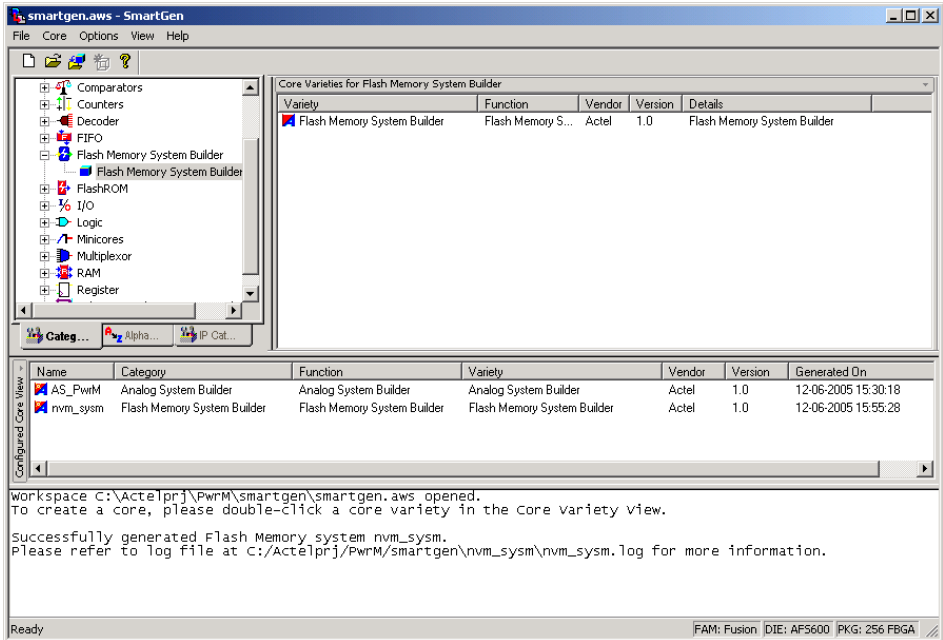 smartgen.aws - SmartGen
File Core Options View Help
Comparators
Counters
Decoder
FIFO
Flash Memory System Builder
Flash Memory System Builder
FlashROM
I/O
Logic
Minicores
Multiplexor
RAM
Register
Categ... Alpha... IP Cat...
Core Varieties for Flash Memory System Builder
Variety Function Vendor Version Details
Flash Memory System Builder Flash Memory S... Actel 1.0 Flash Memory System Builder
Configured Core View
Name Category Function Variety Vendor Version Generated On
AS_PwrM Analog System Builder Analog System Builder Analog System Builder Actel 1.0 12-06-2005 15:30:18
nvm_sysm Flash Memory System Builder Flash Memory System Builder Flash Memory System Builder Actel 1.0 12-06-2005 15:55:28
Workspace C:\Actelprj\PwrM\smartgen\smartgen.aws opened.
To create a core, please double-click a core variety in the Core Variety View.
Successfully generated Flash Memory system nvm_sysm.
Please refer to log file at C:/Actelprj/PwrM/smartgen\nvm_sysm\nvm_sysm.log for more information.
Ready FAM: Fusion DIE: AFS600 PKG: 256 FBGA